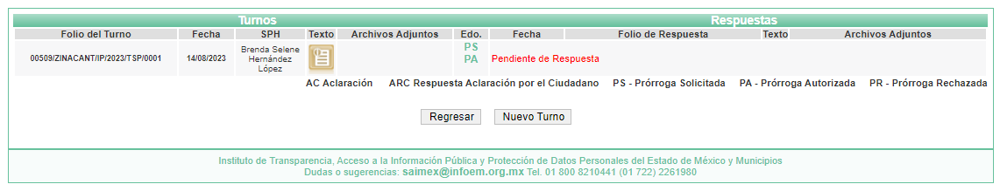 Turnos Respuestas
Folio del Turno Fecha SPH Texto Archivos Adjuntos Edo. Fecha Folio de Respuesta Texto Archivos Adjuntos
00509/ZINACANT/IP/2023/TSP/0001 14/08/2023 Brenda Selene Hernández López PS PA Pendiente de Respuesta
AC Aclaración ARC Respuesta Aclaración por el Ciudadano PS - Prórroga Solicitada PA - Prórroga Autorizada PR - Prórroga Rechazada
Regresar Nuevo Turno
Instituto de Transparencia, Acceso a la Información Pública y Protección de Datos Personales del Estado de México y Municipios
Dudas o sugerencias: saimex@infoem.org.mx Tel. 01 800 8210441 (01 722) 2261980